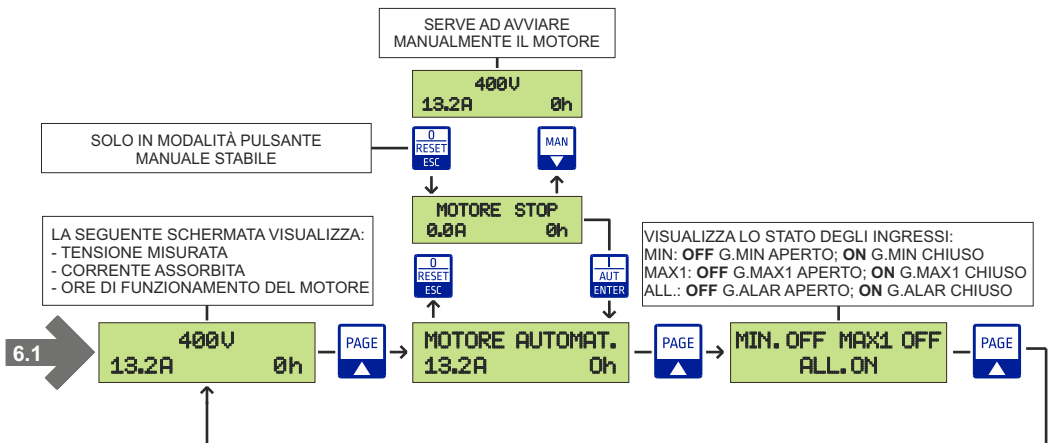 SERVE AD AVVIARE
MANUALMENTE IL MOTORE
400V
13.2A 0h
SOLO IN MODALITÀ PULSANTE
MANUALE STABILE
0
RESET
ESC
MAN
MOTORE STOP
0.0A 0h
LA SEGUENTE SCHERMATA VISUALIZZA:
- TENSIONE MISURATA
- CORRENTE ASSORBITA
- ORE DI FUNZIONAMENTO DEL MOTORE
0
RESET
ESC
I
AUT
ENTER
VISUALIZZA LO STATO DEGLI INGRESSI:
MIN: OFF G.MIN APERTO; ON G.MIN CHIUSO
MAX1: OFF G.MAX1 APERTO; ON G.MAX1 CHIUSO
ALL.: OFF G.ALAR APERTO; ON G.ALAR CHIUSO
6.1
400V
13.2A 0h
PAGE
MOTORE AUTOMAT.
13.2A 0h
PAGE
MIN.OFF MAX1 OFF
ALL.ON
PAGE